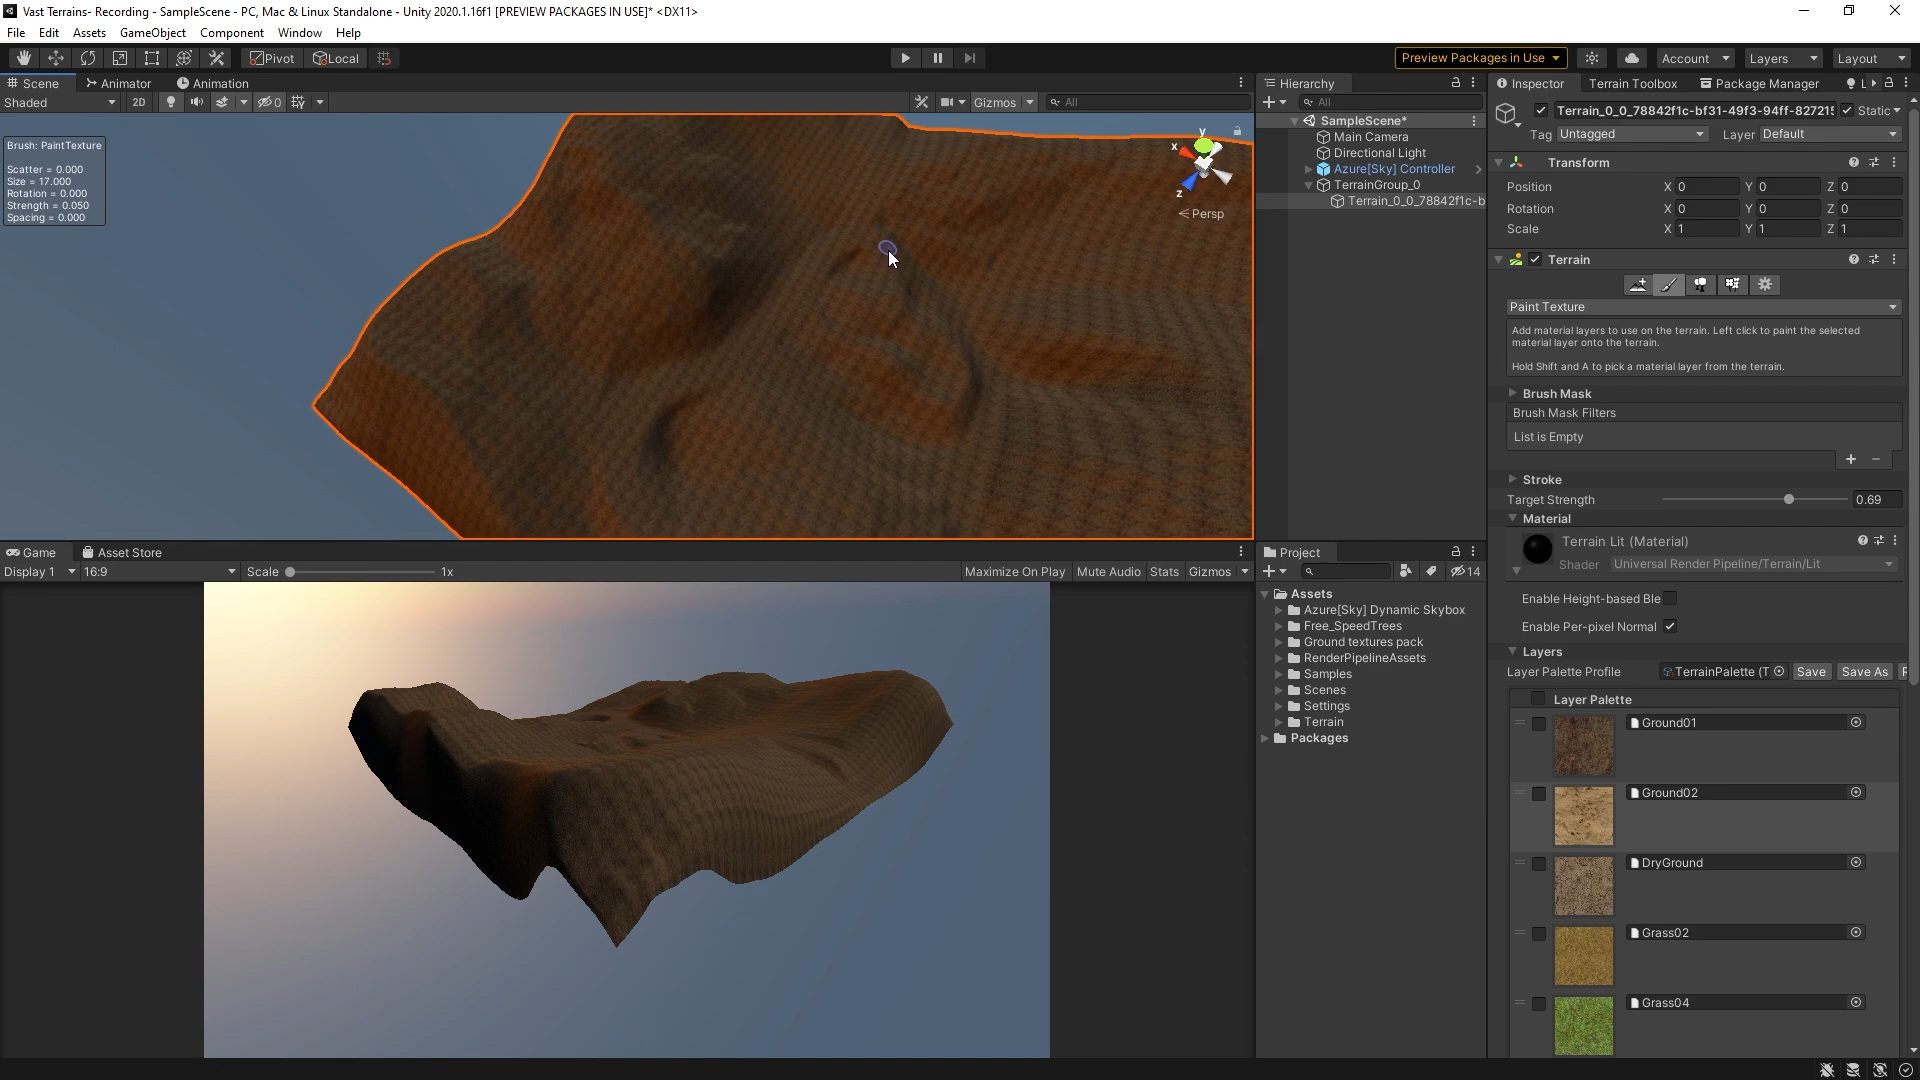 Vast Terrains- Recording - SampleScene - PC, Mac & Linux Standalone - Unity 2020.1.16f1 [PREVIEW PACKAGES IN USE]* <DX11>
File Edit Assets GameObject Component Window Help
Pivot Local Preview Packages in Use Account Layers Layout
Scene Animator Animation
Shaded 2D 0 Gizmos All
Brush: PaintTexture
Scatter = 0.000
Size = 17.000
Rotation = 0.000
Strength = 0.050
Spacing = 0.000
y
x
z
Persp
Hierarchy
All
SampleScene*
Main Camera
Directional Light
Azure[Sky] Controller
TerrainGroup_0
Terrain_0_0_78842f1c-b
Inspector Terrain Toolbox Package Manager L
Terrain_0_0_78842f1c-bf31-49f3-94ff-82721 Static
Tag Untagged Layer Default
Transform
Position X 0 Y 0 Z 0
Rotation X 0 Y 0 Z 0
Scale X 1 Y 1 Z 1
Terrain
Paint Texture
Add material layers to use on the terrain. Left click to paint the selected
material layer onto the terrain.
Hold Shift and A to pick a material layer from the terrain.
Brush Mask
Brush Mask Filters
List is Empty
Stroke
Target Strength 0.69
Material
Terrain Lit (Material)
Shader Universal Render Pipeline/Terrain/Lit
Enable Height-based Ble
Enable Per-pixel Normal
Layers
Layer Palette Profile TerrainPalette (T Save Save As
Layer Palette
Ground01
Ground02
DryGround
Grass02
Grass04
Game Asset Store
Display 1 16:9 Scale 1x Maximize On Play Mute Audio Stats Gizmos
Project
14
Assets
Azure[Sky] Dynamic Skybox
Free_SpeedTrees
Ground textures pack
RenderPipelineAssets
Samples
Scenes
Settings
Terrain
Packages